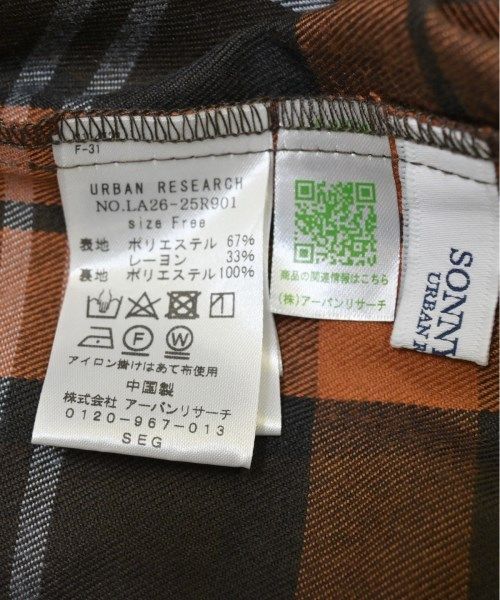 F-31
URBAN RESEARCH
NO.LA26-25R901
size Free
表地 ポリエステル 67%
レーヨン 33%
裏地 ポリエステル 100%
F W
アイロン掛けはあて布使用
中国製
株式会社 アーバンリサーチ
0120-967-013
SEG
商品の関連情報はこちら
(株)アーバンリサーチ
SONNY
URBAN